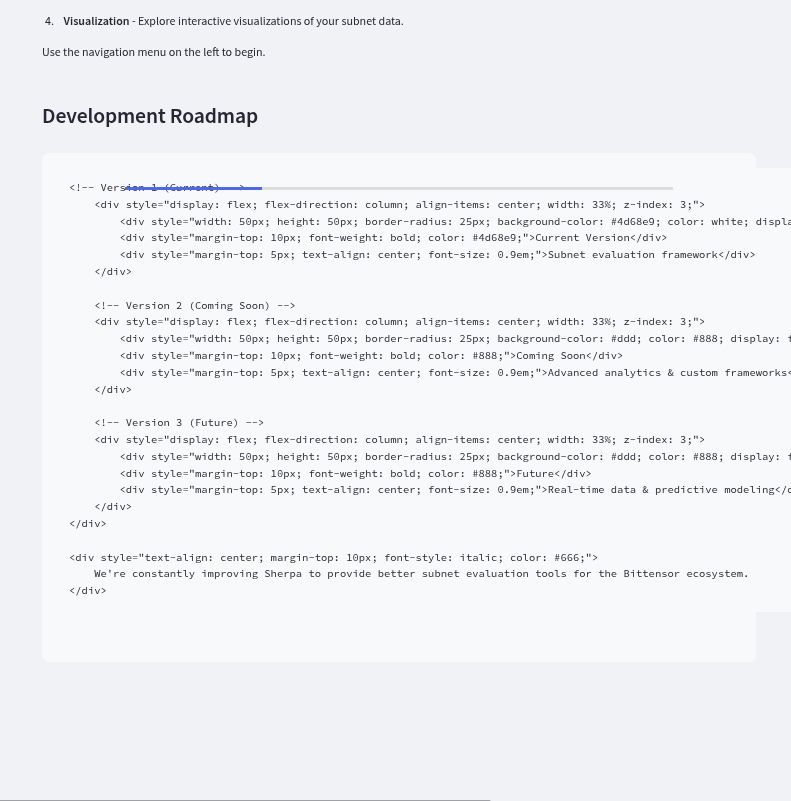 4. Visualization - Explore interactive visualizations of your subnet data.
Use the navigation menu on the left to begin.
Development Roadmap
<!-- Version 1 (Current) -->
<div style="display: flex; flex-direction: column; align-items: center; width: 33%; z-index: 3;">
<div style="width: 50px; height: 50px; border-radius: 25px; background-color: #4d68e9; color: white; displa
<div style="margin-top: 10px; font-weight: bold; color: #4d68e9;">Current Version</div>
<div style="margin-top: 5px; text-align: center; font-size: 0.9em;">Subnet evaluation framework</div>
</div>
<!-- Version 2 (Coming Soon) -->
<div style="display: flex; flex-direction: column; align-items: center; width: 33%; z-index: 3;">
<div style="width: 50px; height: 50px; border-radius: 25px; background-color: #ddd; color: #888; display: f
<div style="margin-top: 10px; font-weight: bold; color: #888;">Coming Soon</div>
<div style="margin-top: 5px; text-align: center; font-size: 0.9em;">Advanced analytics & custom frameworks<
</div>
<!-- Version 3 (Future) -->
<div style="display: flex; flex-direction: column; align-items: center; width: 33%; z-index: 3;">
<div style="width: 50px; height: 50px; border-radius: 25px; background-color: #ddd; color: #888; display: f
<div style="margin-top: 10px; font-weight: bold; color: #888;">Future</div>
<div style="margin-top: 5px; text-align: center; font-size: 0.9em;">Real-time data & predictive modeling</d
</div>
</div>
<div style="text-align: center; margin-top: 10px; font-style: italic; color: #666;">
We're constantly improving Sherpa to provide better subnet evaluation tools for the Bittensor ecosystem.
</div>